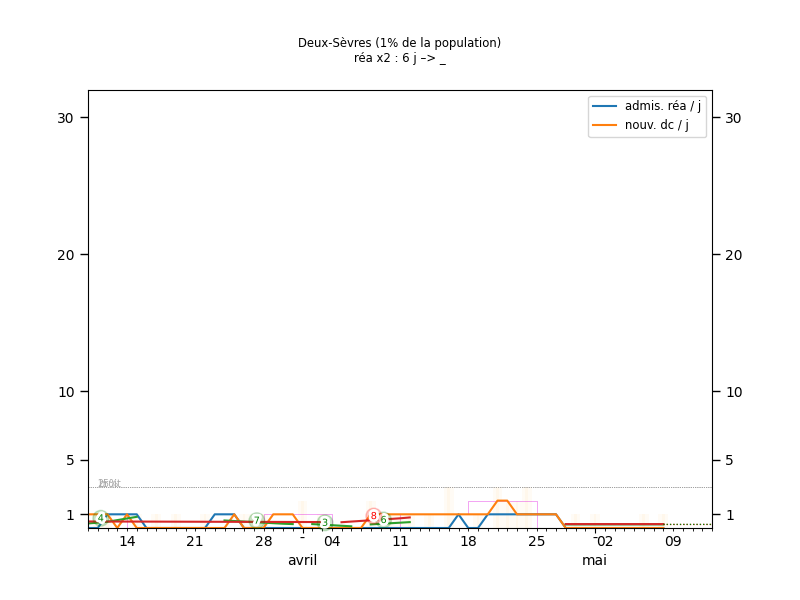 Deux-Sèvres (1% de la population)
réa x2 : 6 j –> _
admis. réa / j
nouv. dc / j
30 30
20 20
10 10
5 5
1 1
4 7 3 8 6
14 21 28 - 04 11 18 25 - 02 09
avril mai